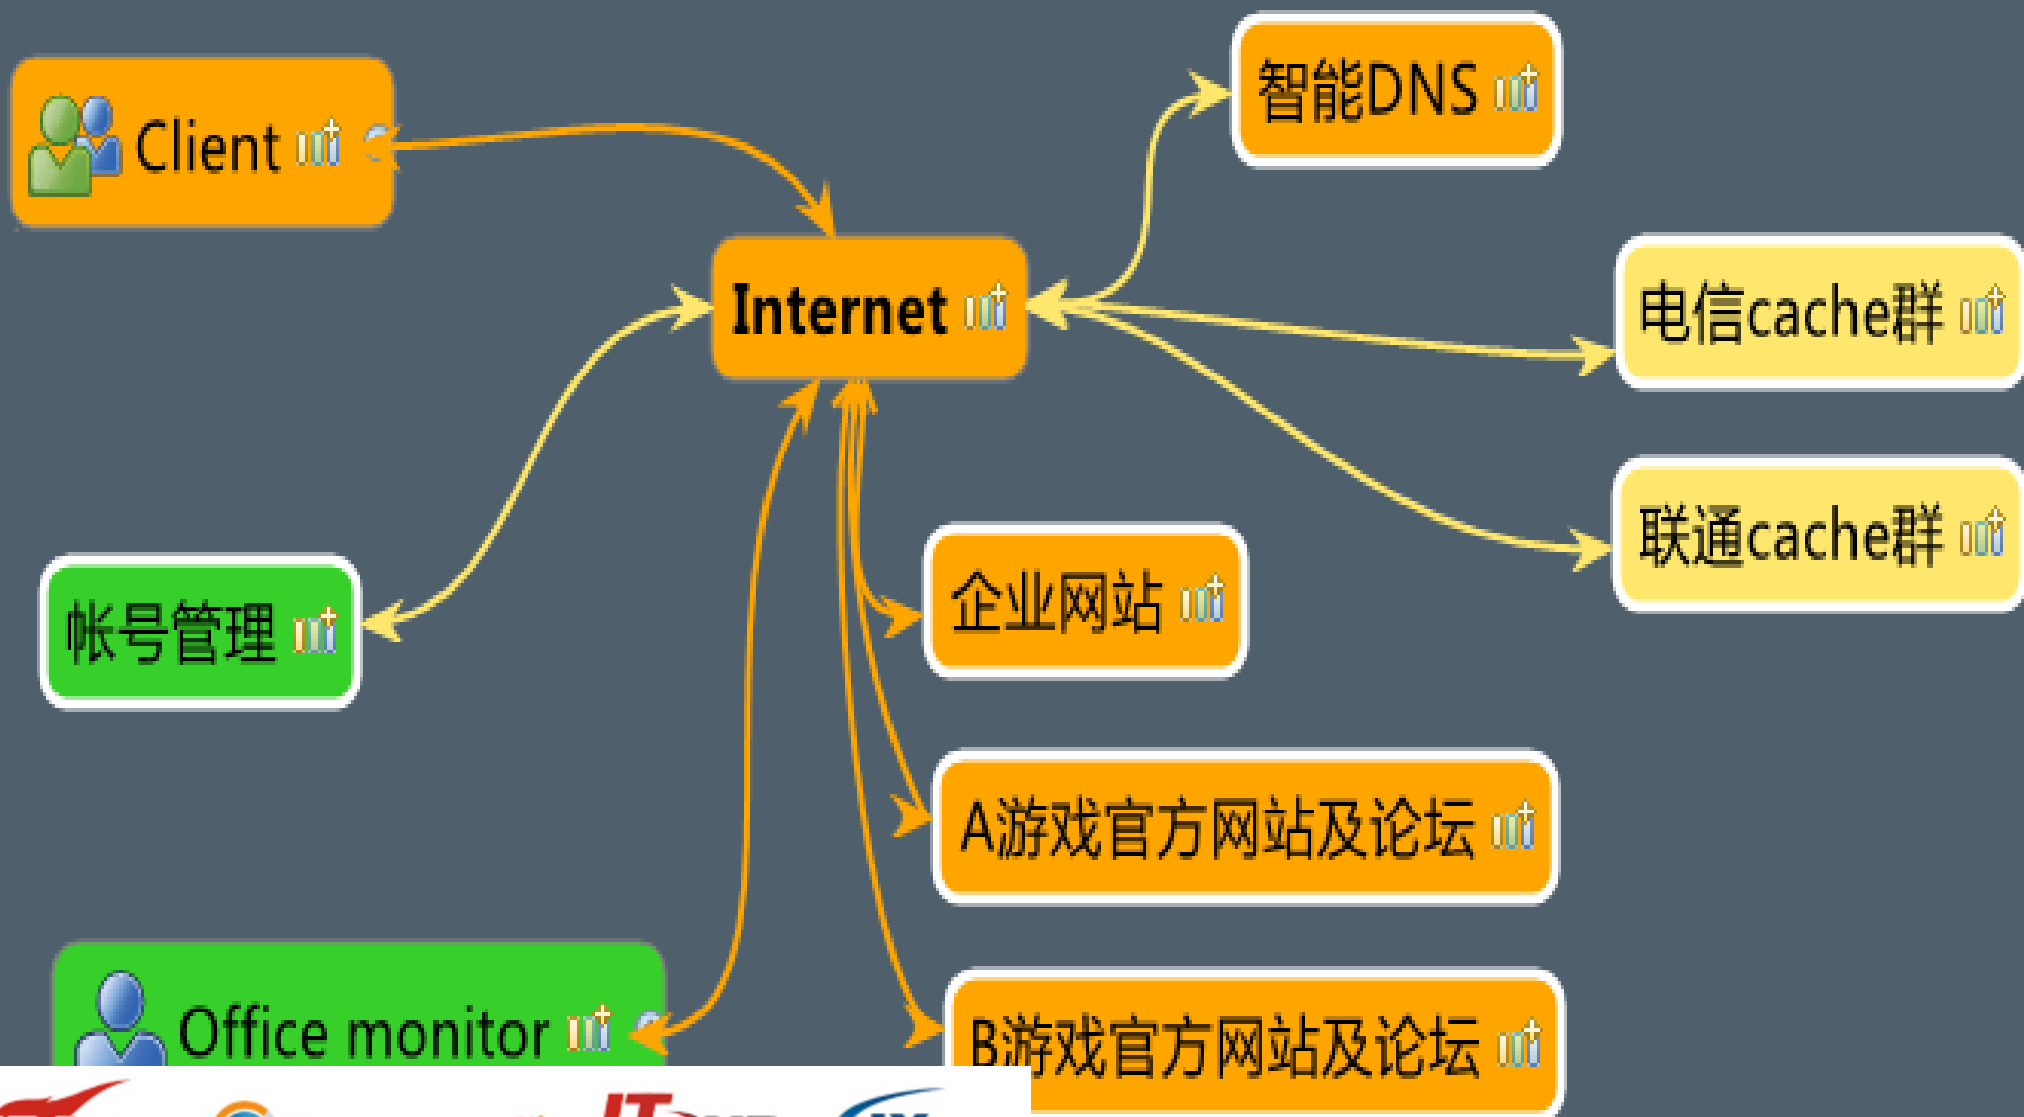 智能DNS
Client
Internet
电信cache群
联通cache群
企业网站
帐号管理
A游戏官方网站及论坛
Office monitor
B游戏官方网站及论坛
IT